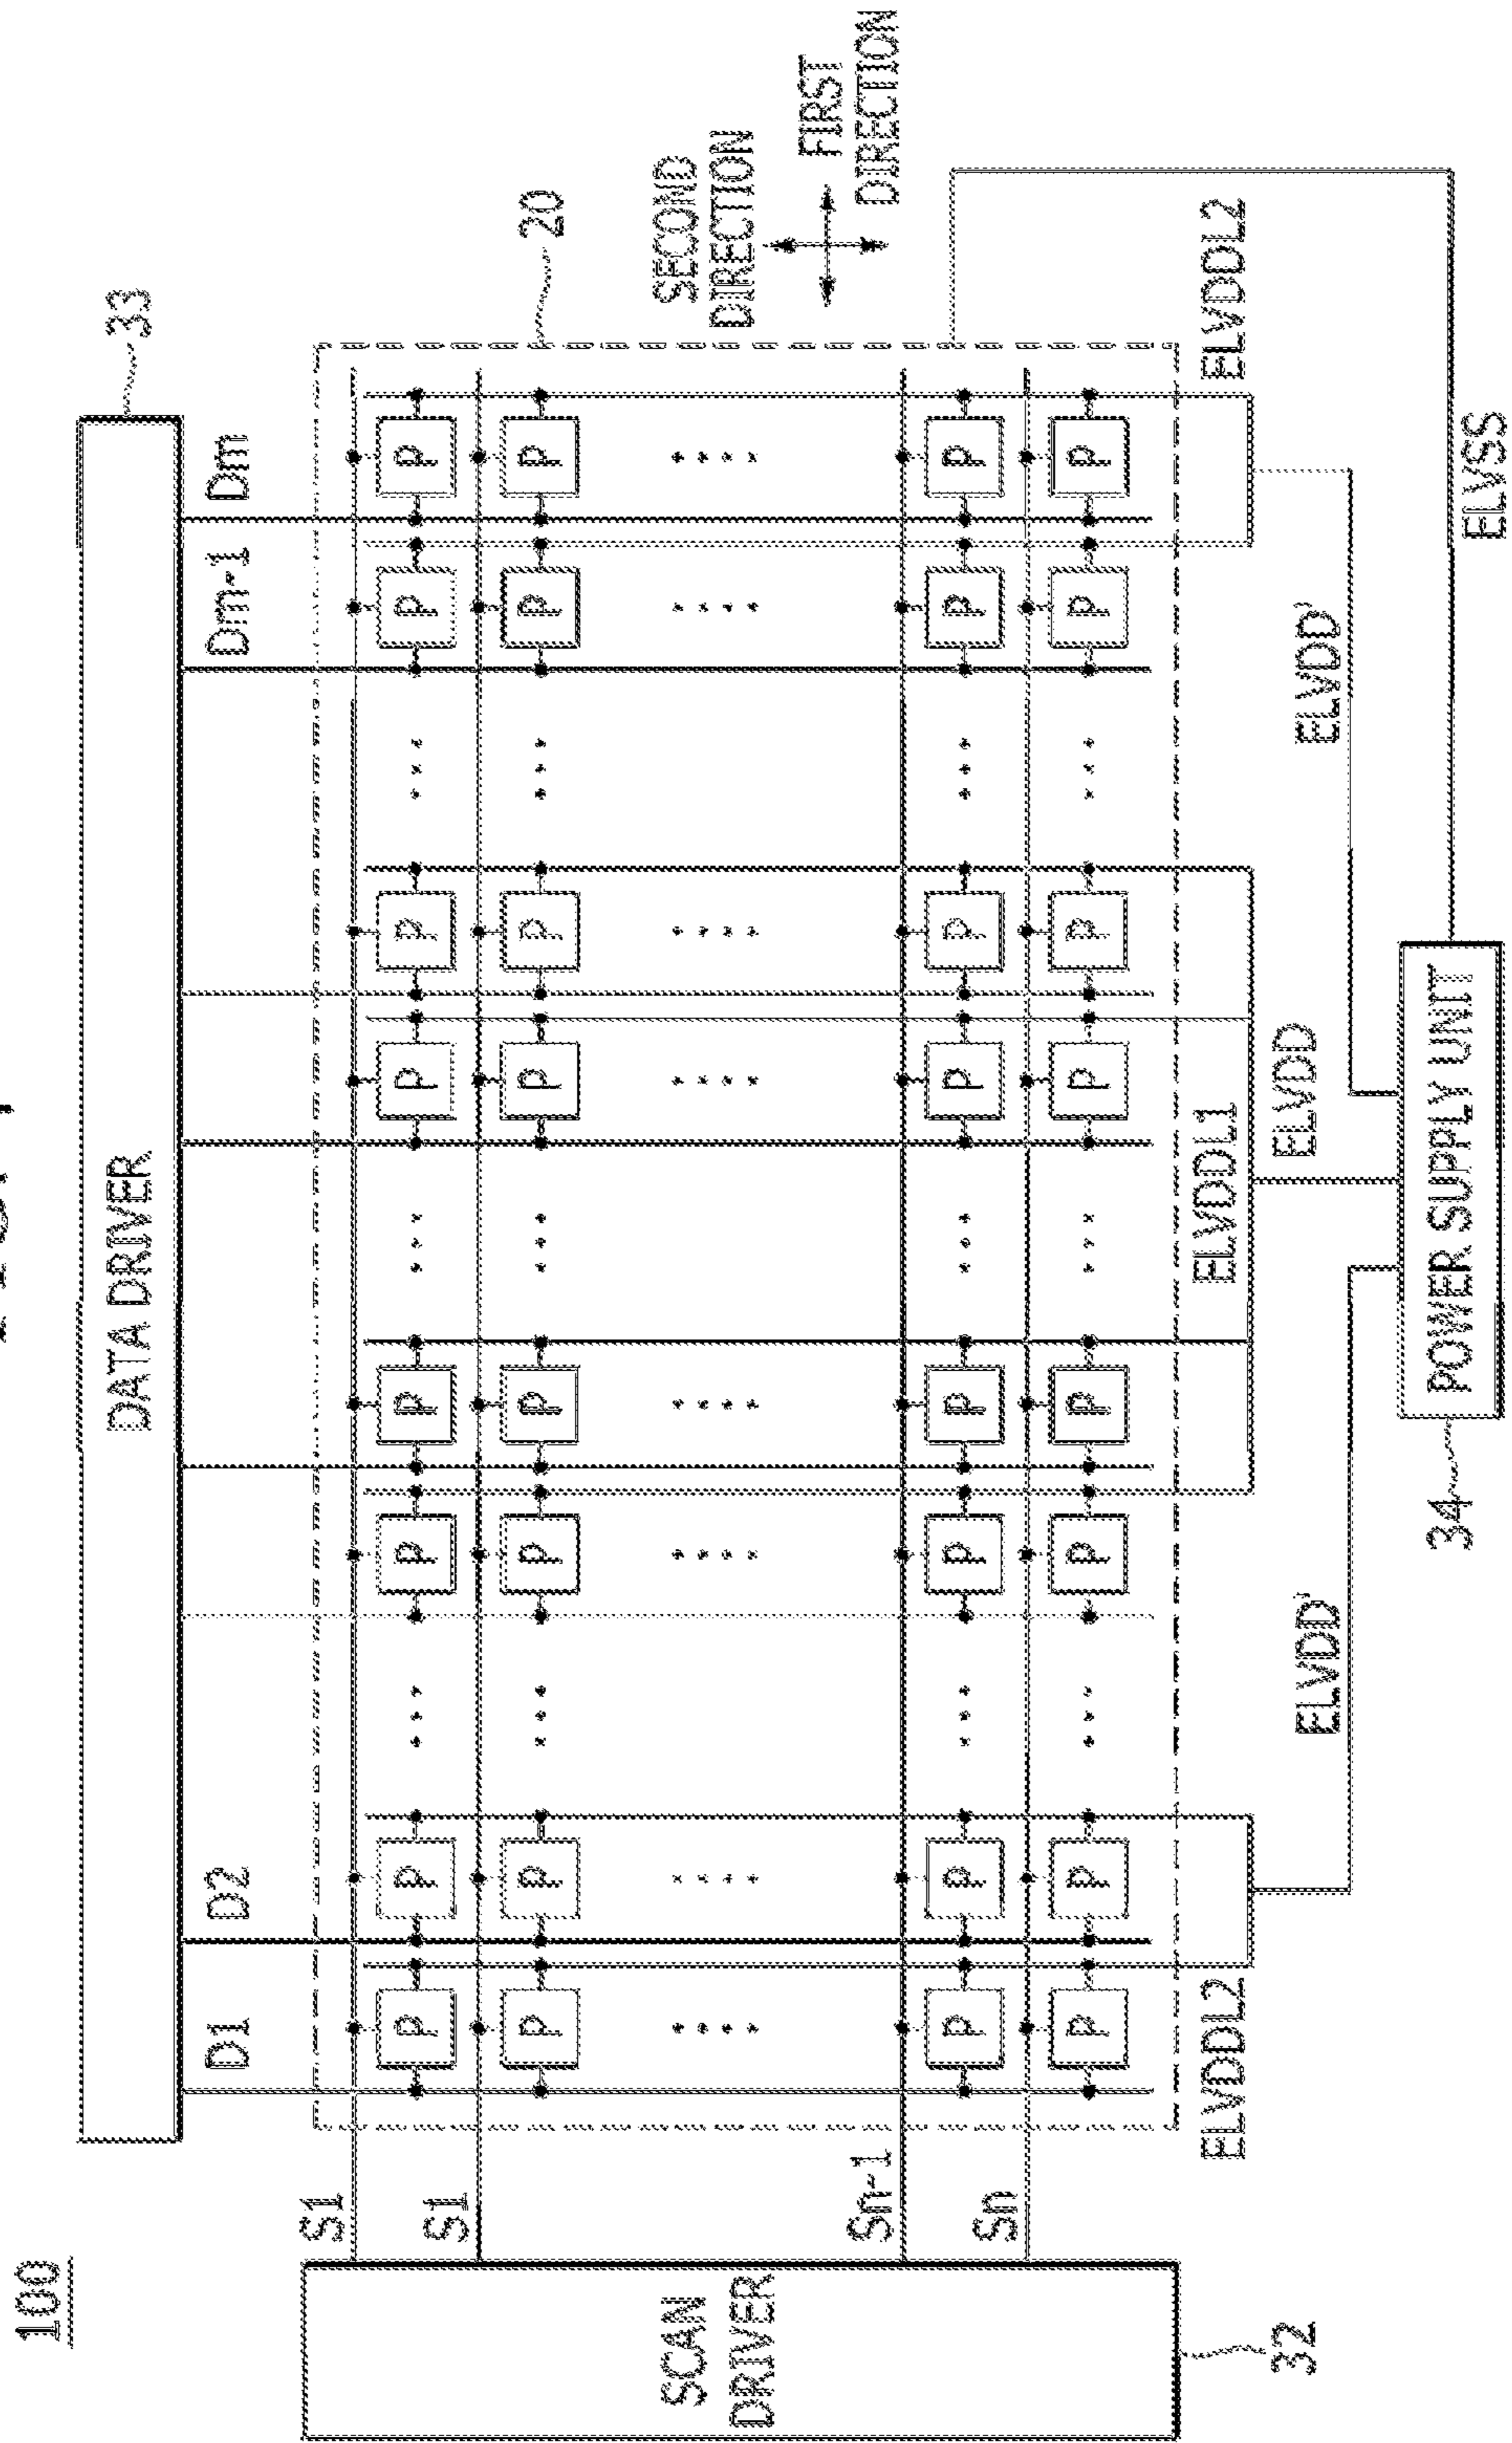 100
DATA DRIVER
33
D1
D2
Dm-1
Dm
20
SCAN
DRIVER
32
S1
S1
Sn-1
Sn
P P P P P P P P
P P P P P P P P
P P P P P P P P
P P P P P P P P
SECOND
DIRECTION
FIRST
DIRECTION
ELVDDL2
ELVDDL1
ELVDDL2
ELVDD'
ELVDD
ELVDD'
34
POWER SUPPLY UNIT
ELVSS